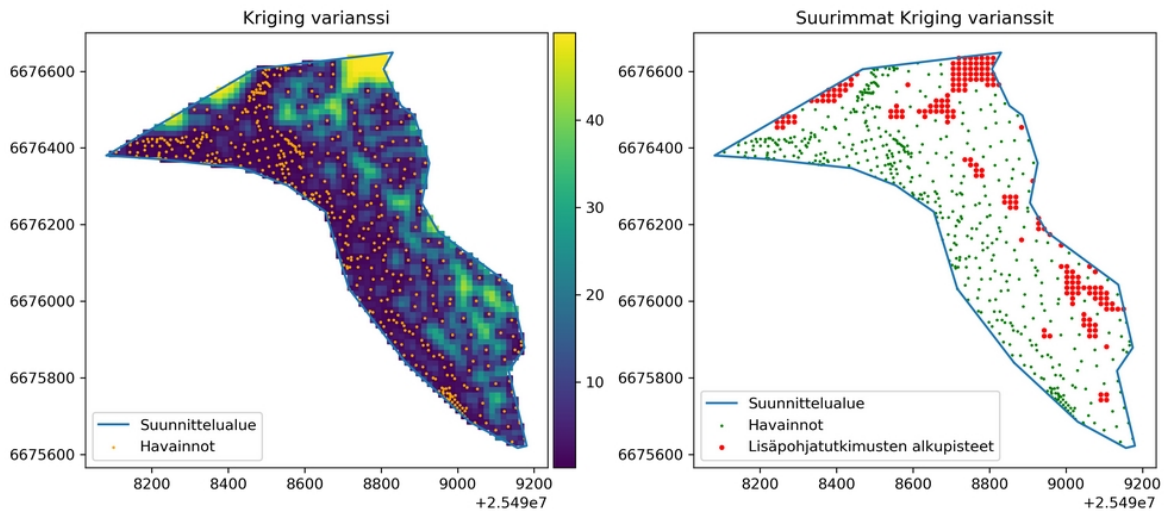 Kriging varianssi
6676600
6676400
6676200
6676000
6675800
6675600
8200 8400 8600 8800 9000 9200
+2.549e7
40
30
20
10
Suunnittelualue
Havainnot
Suurimmat Kriging varianssit
6676600
6676400
6676200
6676000
6675800
6675600
8200 8400 8600 8800 9000 9200
+2.549e7
Suunnittelualue
Havainnot
Lisäpohjatutkimusten alkupisteet